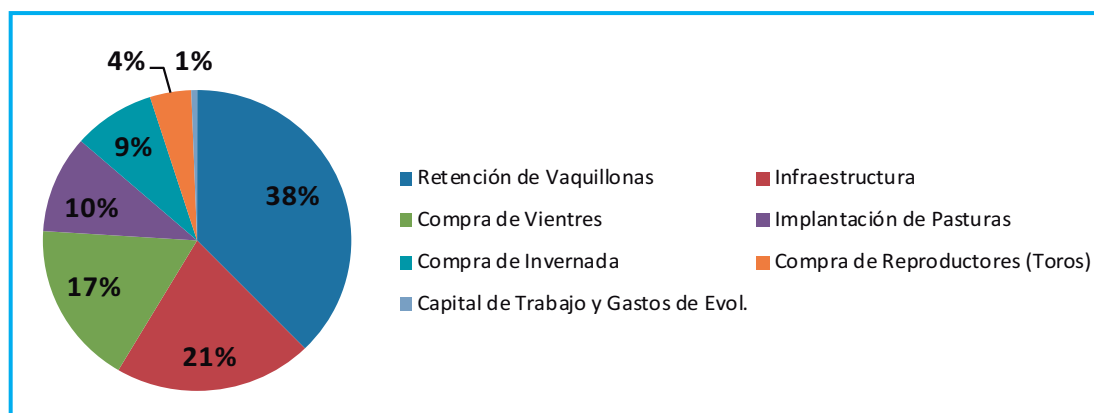 4% 1%
9%
38%
10%
17%
21%
Retención de Vaquillonas Infraestructura
Compra de Vientres Implantación de Pasturas
Compra de Invernada Compra de Reproductores (Toros)
Capital de Trabajo y Gastos de Evol.